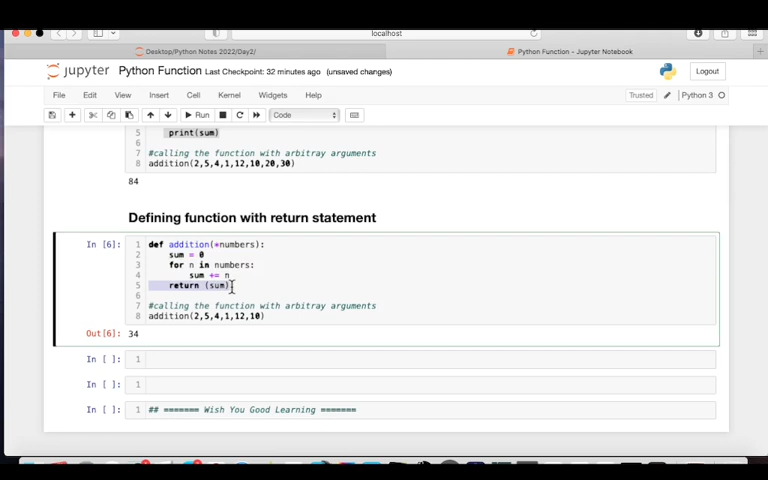 localhost
Desktop/Python Notes 2022/Day2/
Python Function - Jupyter Notebook
jupyter Python Function Last Checkpoint: 32 minutes ago (unsaved changes)
Logout
File Edit View Insert Cell Kernel Widgets Help
Trusted
Python 3
Run
Code
5 print(sum)
6
7 #calling the function with arbitray arguments
8 addition(2,5,4,1,12,10,20,30)
84
Defining function with return statement
In [6]: 1 def addition(*numbers):
2 sum = 0
3 for n in numbers:
4 sum += n
5 return (sum)
6
7 #calling the function with arbitray arguments
8 addition(2,5,4,1,12,10)
Out[6]: 34
In [ ]: 1
In [ ]: 1
In [ ]: 1 ## ======= Wish You Good Learning =======